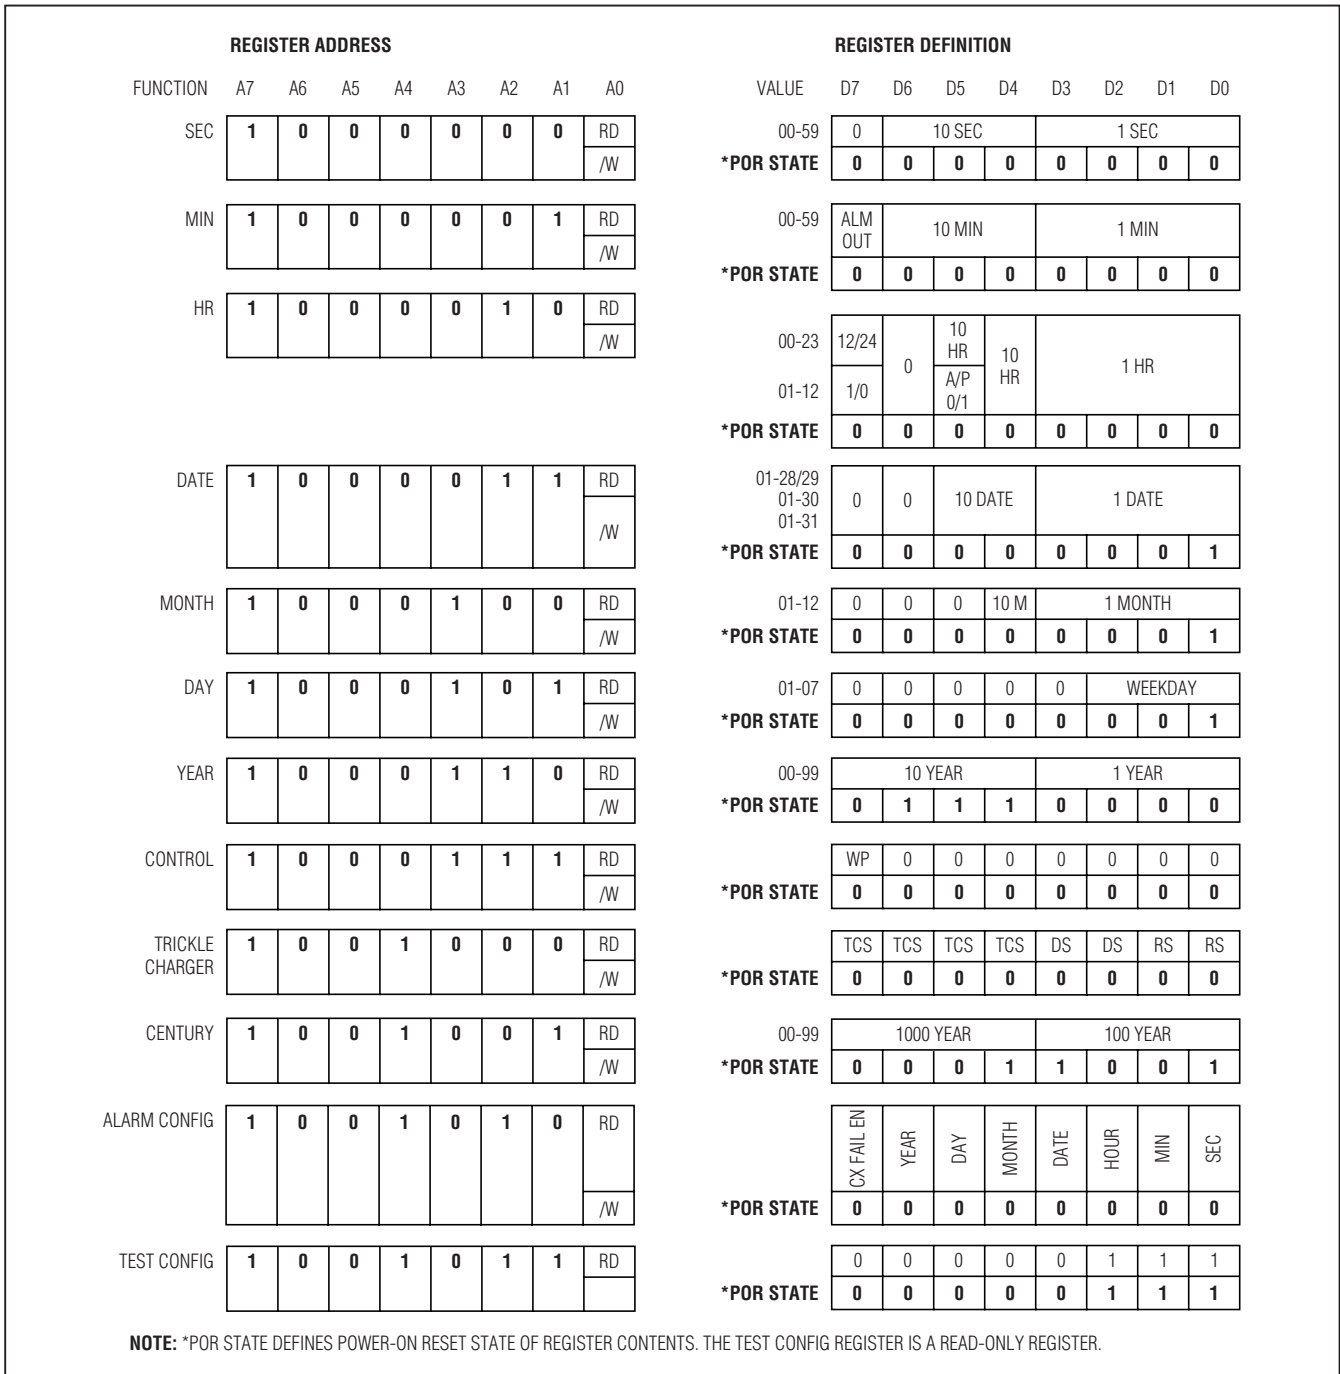 REGISTER ADDRESS REGISTER DEFINITION
FUNCTION A7 A6 A5 A4 A3 A2 A1 A0 VALUE D7 D6 D5 D4 D3 D2 D1 D0
SEC 1 0 0 0 0 0 0 RD 00-59 0 10 SEC 1 SEC
/W *POR STATE 0 0 0 0 0 0 0 0
MIN 1 0 0 0 0 0 1 RD 00-59 ALM OUT 10 MIN 1 MIN
/W *POR STATE 0 0 0 0 0 0 0 0
HR 1 0 0 0 0 1 0 RD
/W 00-23 12/24 0 10 HR 10 HR 1 HR
01-12 1/0 A/P 0/1
*POR STATE 0 0 0 0 0 0 0 0
DATE 1 0 0 0 0 1 1 RD 01-28/29
01-30 0 0 10 DATE 1 DATE
01-31
/W *POR STATE 0 0 0 0 0 0 0 1
MONTH 1 0 0 0 1 0 0 RD 01-12 0 0 0 10 M 1 MONTH
/W *POR STATE 0 0 0 0 0 0 0 1
DAY 1 0 0 0 1 0 1 RD 01-07 0 0 0 0 0 WEEKDAY
/W *POR STATE 0 0 0 0 0 0 0 1
YEAR 1 0 0 0 1 1 0 RD 00-99 10 YEAR 1 YEAR
/W *POR STATE 0 1 1 1 0 0 0 0
CONTROL 1 0 0 0 1 1 1 RD WP 0 0 0 0 0 0 0
/W *POR STATE 0 0 0 0 0 0 0 0
TRICKLE CHARGER 1 0 0 1 0 0 0 RD TCS TCS TCS TCS DS DS RS RS
/W *POR STATE 0 0 0 0 0 0 0 0
CENTURY 1 0 0 1 0 0 1 RD 00-99 1000 YEAR 100 YEAR
/W *POR STATE 0 0 0 1 1 0 0 1
ALARM CONFIG 1 0 0 1 0 1 0 RD CX FAIL EN YEAR DAY MONTH DATE HOUR MIN SEC
/W *POR STATE 0 0 0 0 0 0 0 0
TEST CONFIG 1 0 0 1 0 1 1 RD 0 0 0 0 0 1 1 1
*POR STATE 0 0 0 0 0 1 1 1
NOTE: *POR STATE DEFINES POWER-ON RESET STATE OF REGISTER CONTENTS. THE TEST CONFIG REGISTER IS A READ-ONLY REGISTER.